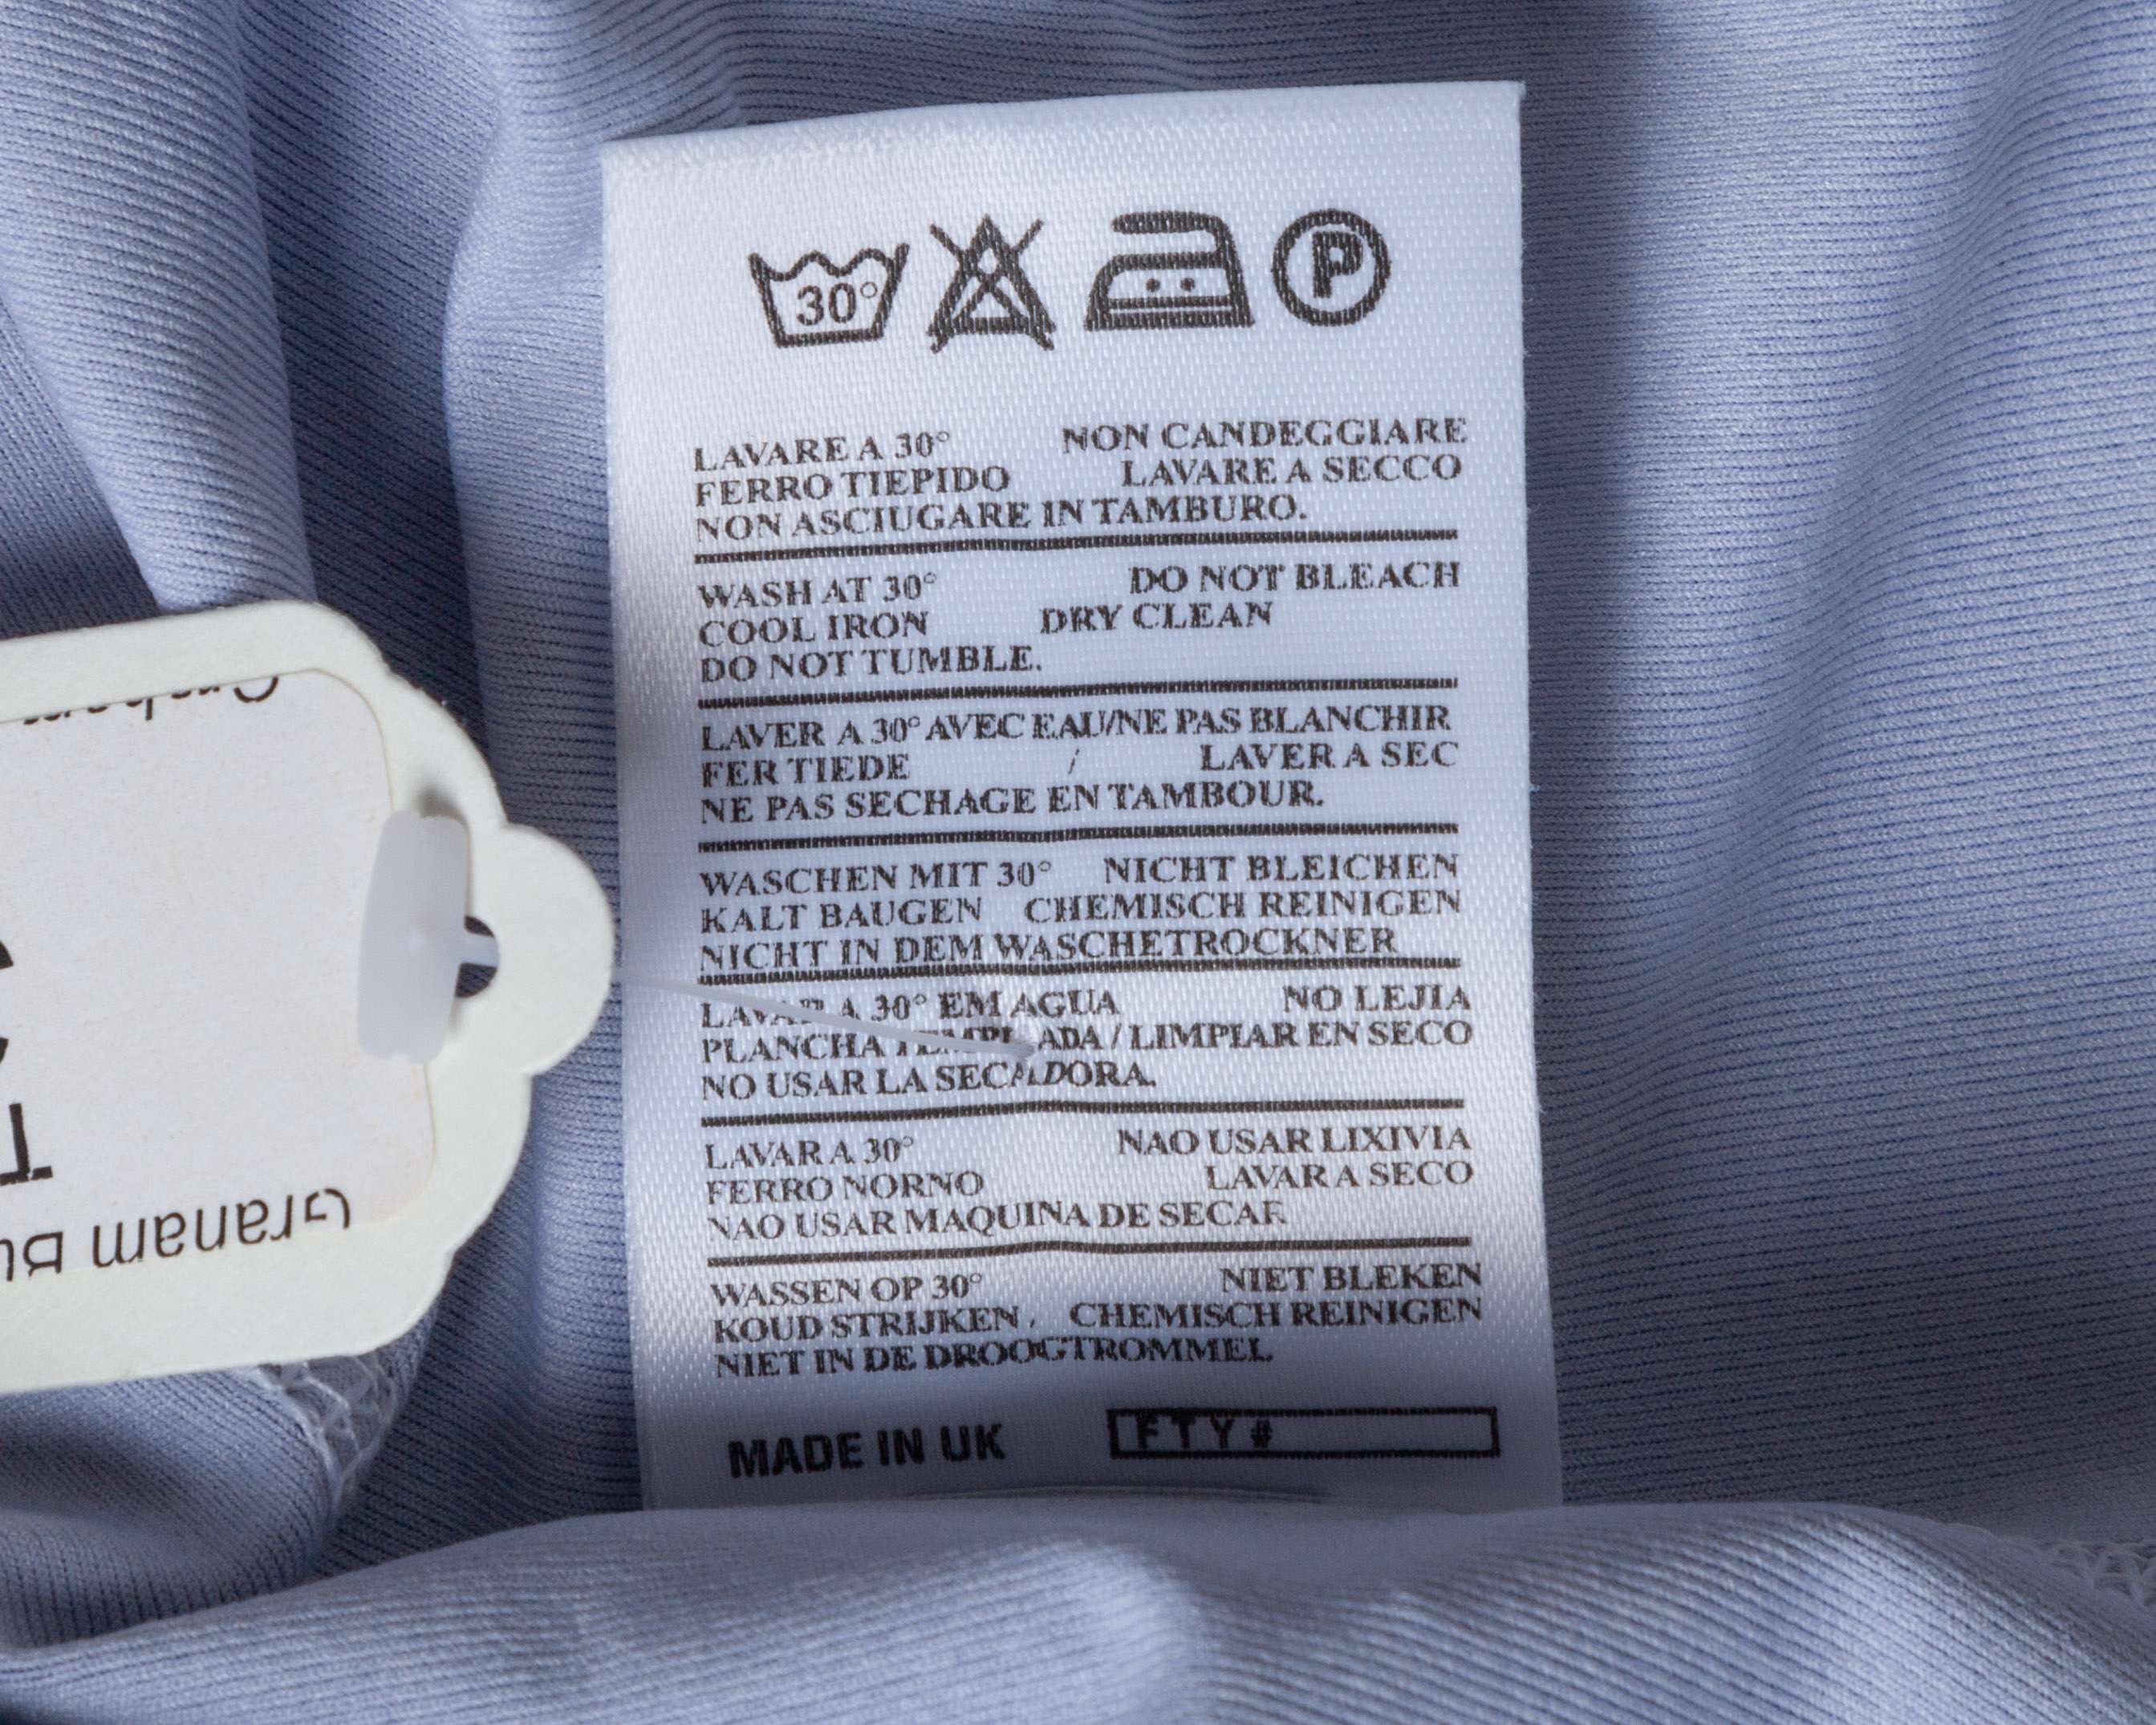 30°
P
LAVARE A 30° NON CANDEGGIARE
FERRO TIEPIDO LAVARE A SECCO
NON ASCIUGARE IN TAMBURO.
WASH AT 30° DO NOT BLEACH
COOL IRON DRY CLEAN
DO NOT TUMBLE.
LAVER A 30° AVEC EAU/NE PAS BLANCHIR
FER TIEDE / LAVER A SEC
NE PAS SECHAGE EN TAMBOUR.
WASCHEN MIT 30° NICHT BLEICHEN
KALT BAUGEN CHEMISCH REINIGEN
NICHT IN DEM WASCHETROCKNER
LAVAR A 30° EM AGUA NO LEJIA
PLANCHA TEMPLADA / LIMPIAR EN SECO
NO USAR LA SECADORA.
LAVAR A 30° NAO USAR LIXIVIA
FERRO NORNO LAVAR A SECO
NAO USAR MAQUINA DE SECAR
WASSEN OP 30° NIET BLEKEN
KOUD STRIJKEN. CHEMISCH REINIGEN
NIET IN DE DROOGTROMMEL
MADE IN UK FTY#
Graham